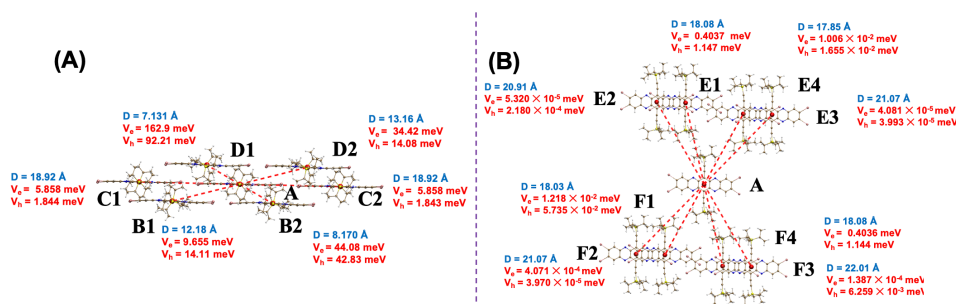 (A)
D = 7.131 Å
Vₑ = 162.9 meV
Vₕ = 92.21 meV
D = 13.16 Å
Vₑ = 34.42 meV
Vₕ = 14.08 meV
D1
D2
D = 18.92 Å
Vₑ = 5.858 meV
Vₕ = 1.844 meV
D = 18.92 Å
Vₑ = 5.858 meV
Vₕ = 1.843 meV
C1
A
C2
B1
B2
D = 12.18 Å
Vₑ = 9.655 meV
Vₕ = 14.11 meV
D = 8.170 Å
Vₑ = 44.08 meV
Vₕ = 42.83 meV
(B)
D = 18.08 Å
Vₑ = 0.4037 meV
Vₕ = 1.147 meV
D = 17.85 Å
Vₑ = 1.006 × 10⁻² meV
Vₕ = 1.655 × 10⁻² meV
D = 20.91 Å
Vₑ = 5.320 × 10⁻⁵ meV
Vₕ = 2.180 × 10⁻⁴ meV
E2
E1
E4
E3
D = 21.07 Å
Vₑ = 4.081 × 10⁻⁵ meV
Vₕ = 3.993 × 10⁻⁵ meV
A
D = 18.03 Å
Vₑ = 1.218 × 10⁻² meV
Vₕ = 5.735 × 10⁻² meV
F1
D = 18.08 Å
Vₑ = 0.4036 meV
Vₕ = 1.144 meV
F4
F2
F3
D = 21.07 Å
Vₑ = 4.071 × 10⁻⁴ meV
Vₕ = 3.970 × 10⁻⁵ meV
D = 22.01 Å
Vₑ = 1.387 × 10⁻⁴ meV
Vₕ = 6.259 × 10⁻³ meV